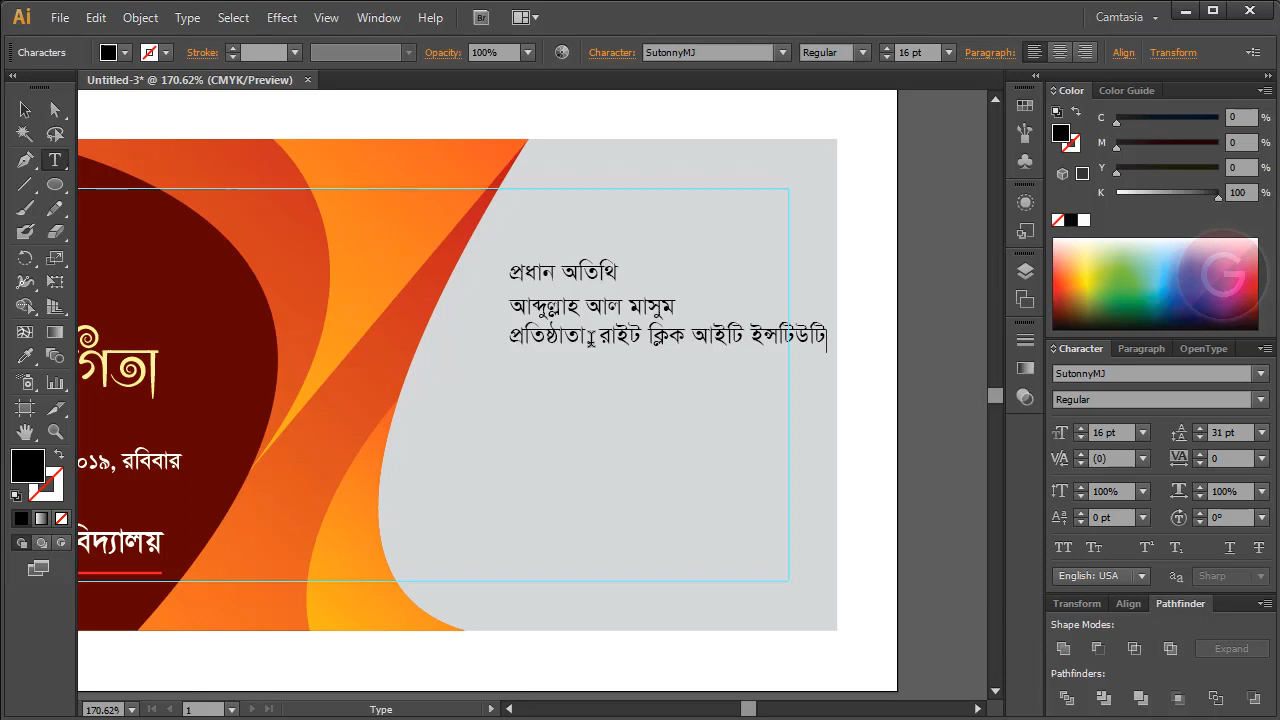 Ai File Edit Object Type Select Effect View Window Help Br Camtasia
Characters Stroke: Opacity: 100% Character: SutonnyMJ Regular 16 pt Paragraph: Align Transform
Untitled-3* @ 170.62% (CMYK/Preview) ×
Color Color Guide
C 0 %
M 0 %
Y 0 %
K 100 %
প্রধান অতিথি
আব্দুল্লাহ আল মাসুম
প্রতিষ্ঠাতা, রাইট ক্লিক আইটি ইন্সটিউটি
গিতা
০১৯, রবিবার
বিদ্যালয়
Character Paragraph OpenType
SutonnyMJ
Regular
16 pt 31 pt
(0) 0
100% 100%
0 pt 0°
English: USA Sharp
Transform Align Pathfinder
Shape Modes:
Expand
Pathfinders:
170.62% 1 Type